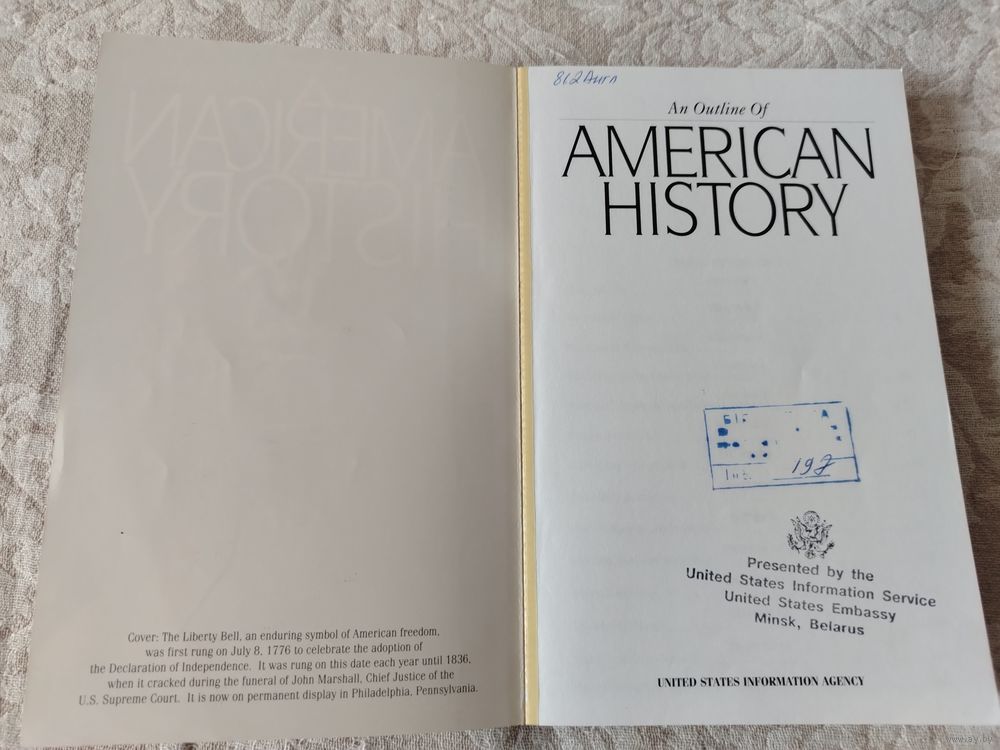 Cover: The Liberty Bell, an enduring symbol of American freedom,
was first rung on July 8, 1776 to celebrate the adoption of
the Declaration of Independence. It was rung on this date each year until 1836,
when it cracked during the funeral of John Marshall, Chief Justice of the
U.S. Supreme Court. It is now on permanent display in Philadelphia, Pennsylvania.
812 Англ
An Outline Of
AMERICAN
HISTORY
Presented by the
United States Information Service
United States Embassy
Minsk, Belarus
UNITED STATES INFORMATION AGENCY